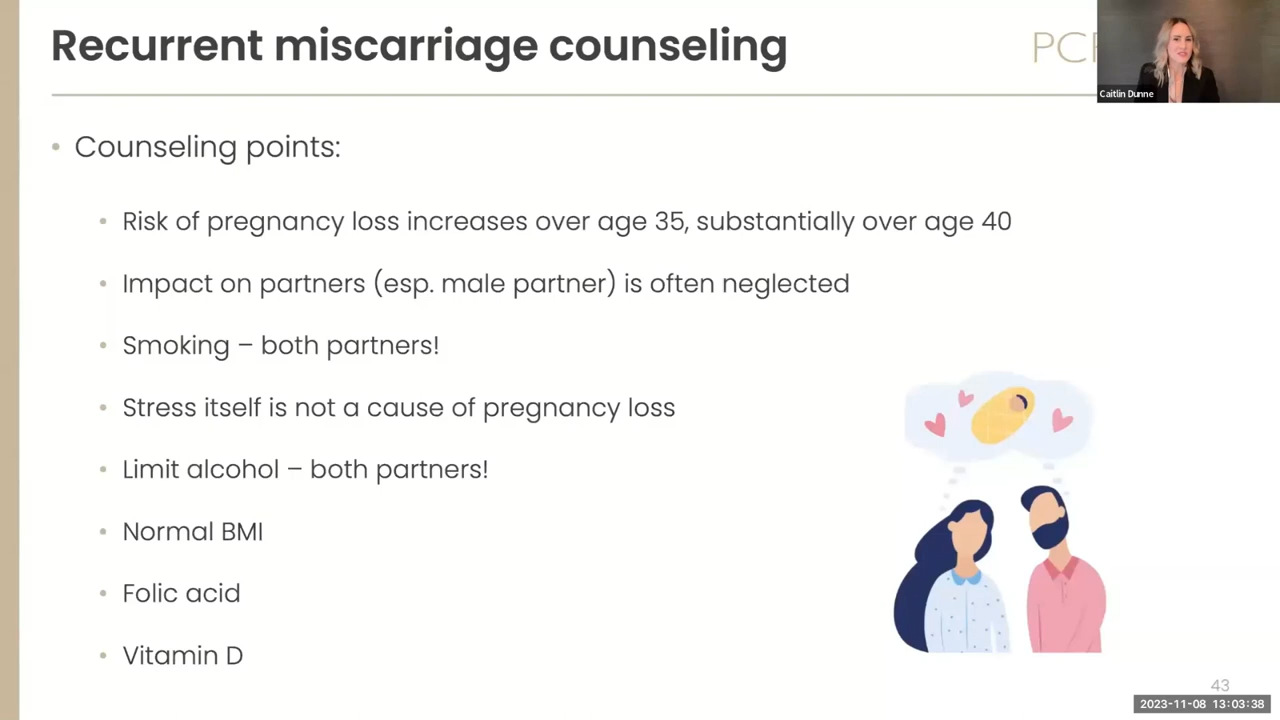 Recurrent miscarriage counseling
Caitlin Dunne
• Counseling points:
• Risk of pregnancy loss increases over age 35, substantially over age 40
• Impact on partners (esp. male partner) is often neglected
• Smoking – both partners!
• Stress itself is not a cause of pregnancy loss
• Limit alcohol – both partners!
• Normal BMI
• Folic acid
• Vitamin D
43
2023-11-08 13:03:38